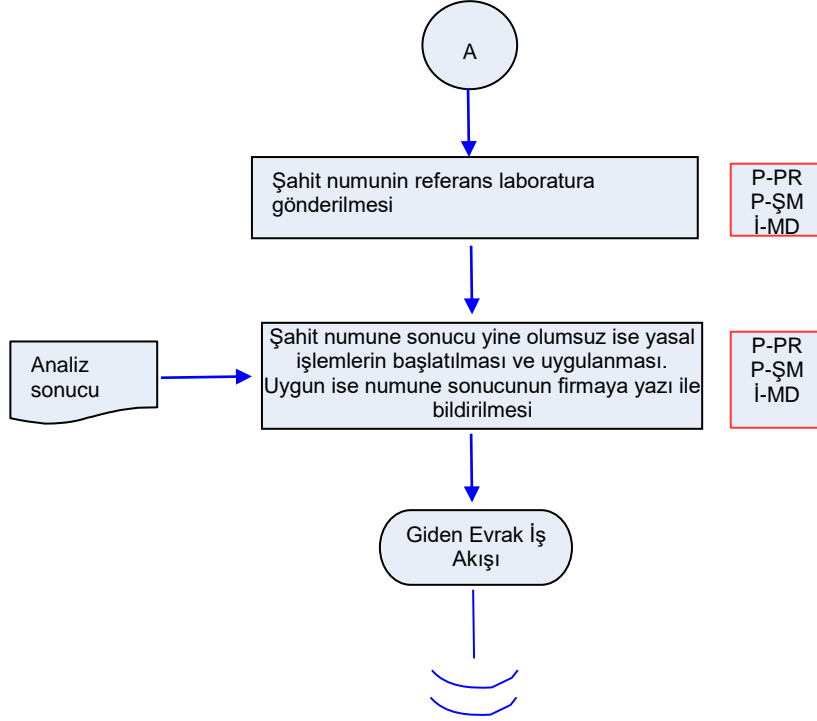 A
Şahit numunin referans laboratura
gönderilmesi
P-PR
P-ŞM
İ-MD
Analiz
sonucu
Şahit numune sonucu yine olumsuz ise yasal
işlemlerin başlatılması ve uygulanması.
Uygun ise numune sonucunun firmaya yazı ile
bildirilmesi
P-PR
P-ŞM
İ-MD
Giden Evrak İş
Akışı